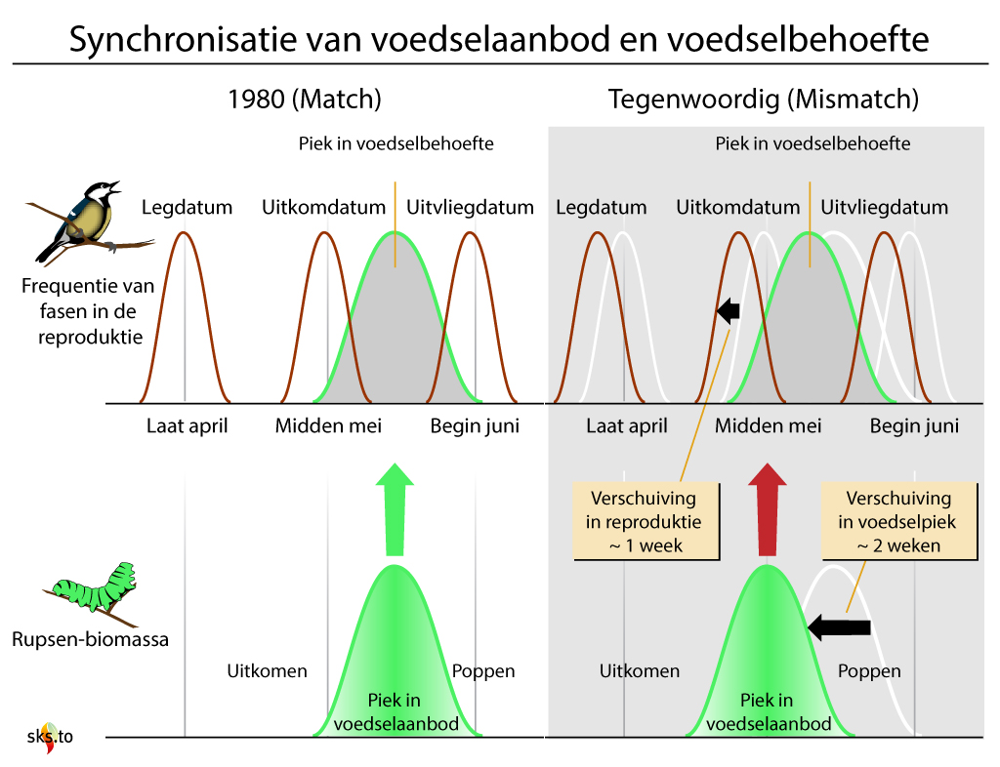 Synchronisatie van voedselaanbod en voedselbehoefte
1980 (Match)
Piek in voedselbehoefte
Legdatum
Uitkomdatum
Uitvliegdatum
Frequentie van
fasen in de
reproduktie
Laat april
Midden mei
Begin juni
Rupsen-biomassa
Uitkomen
Poppen
Piek in
voedselaanbod
Tegenwoordig (Mismatch)
Piek in voedselbehoefte
Legdatum
Uitkomdatum
Uitvliegdatum
Laat april
Midden mei
Begin juni
Verschuiving
in reproduktie
~ 1 week
Verschuiving
in voedselpiek
~ 2 weken
Uitkomen
Poppen
Piek in
voedselaanbod
sks.to